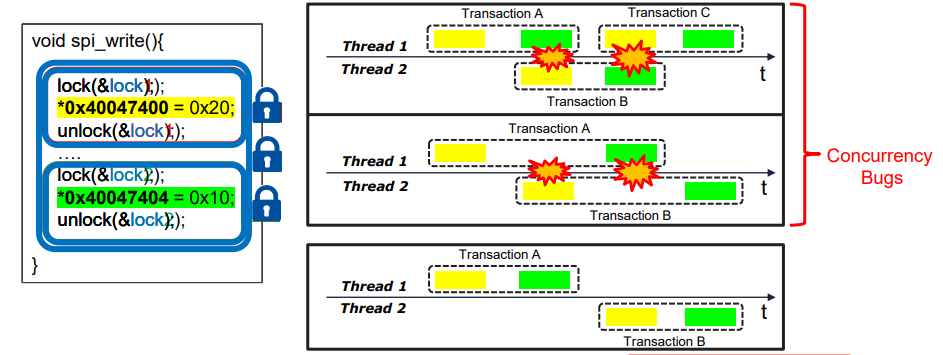 void spi_write(){
lock(&lock);
*0x40047400 = 0x20;
unlock(&lock);
....
lock(&lock);
*0x40047404 = 0x10;
unlock(&lock);
}
Transaction A
Transaction C
Thread 1
Thread 2
t
Transaction B
Transaction A
Thread 1
Thread 2
t
Transaction B
Concurrency
Bugs
Transaction A
Thread 1
Thread 2
t
Transaction B